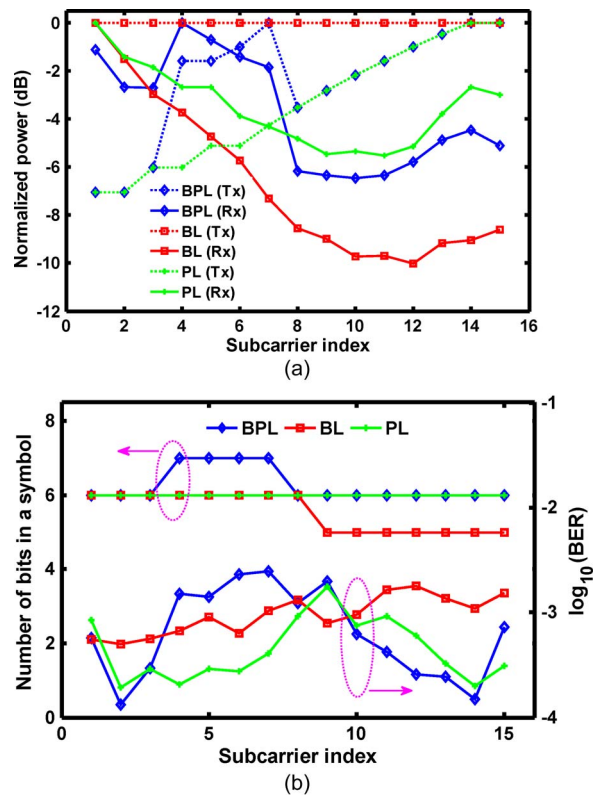 0
-2
-4
-6
-8
-10
-12
Normalized power (dB)
BPL (Tx)
BPL (Rx)
BL (Tx)
BL (Rx)
PL (Tx)
PL (Rx)
0 2 4 6 8 10 12 14 16
Subcarrier index
(a)
8
6
4
2
0
Number of bits in a symbol
BPL BL PL
-1
-2
-3
-4
log10(BER)
0 5 10 15
Subcarrier index
(b)